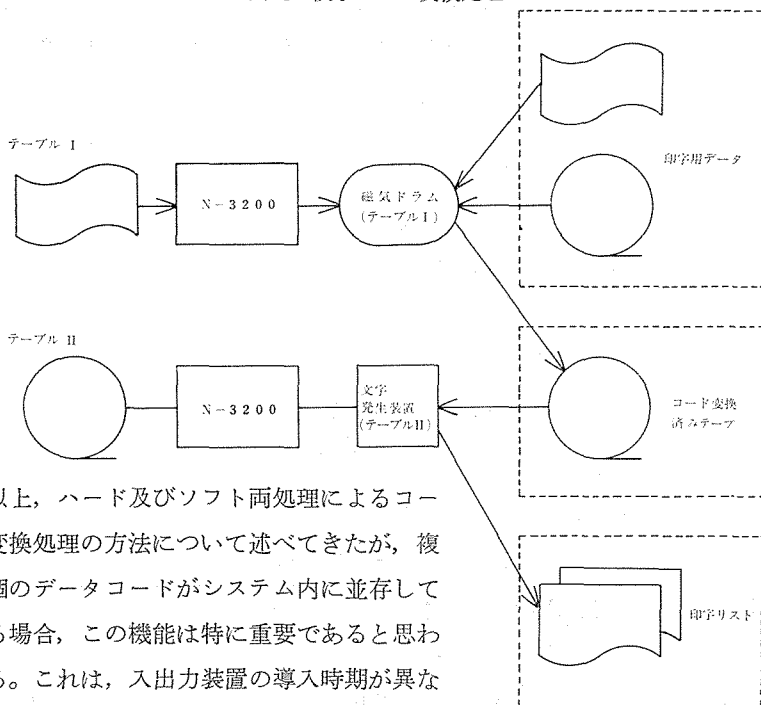 テーブル I
N-3200
磁気ドラム
(テーブルI)
印字用データ
テーブル II
N-3200
文字
発生装置
(テーブルII)
コード変換
済みテープ
印字リスト
以上，ハード及びソフト両処理によるコー
変換処理の方法について述べてきたが，複
個のデータコードがシステム内に並存して
る場合，この機能は特に重要であると思わ
る。これは，入出力装置の導入時期が異な